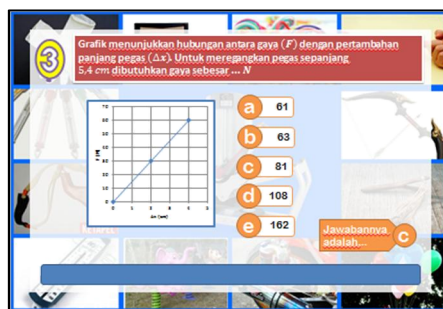 3
Grafik menunjukkan hubungan antara gaya (F) dengan pertambahan
panjang pegas (Δx). Untuk meregangkan pegas sepanjang
5,4 cm dibutuhkan gaya sebesar ... N
a 61
b 63
c 81
d 108
e 162
Jawabannya
adalah...
C